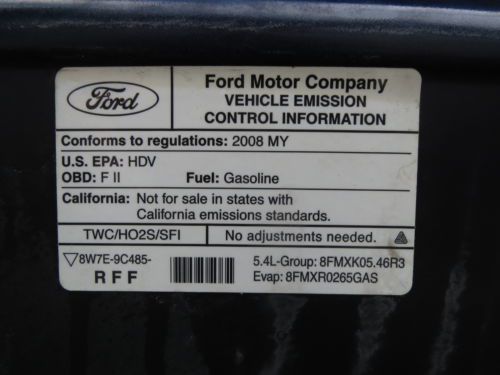 Ford
Ford Motor Company
VEHICLE EMISSION
CONTROL INFORMATION
Conforms to regulations: 2008 MY
U.S. EPA: HDV
OBD: F II Fuel: Gasoline
California: Not for sale in states with
California emissions standards.
TWC/HO2S/SFI No adjustments needed.
8W7E-9C485-
RFF
5.4L-Group: 8FMXK05.46R3
Evap: 8FMXR0265GAS